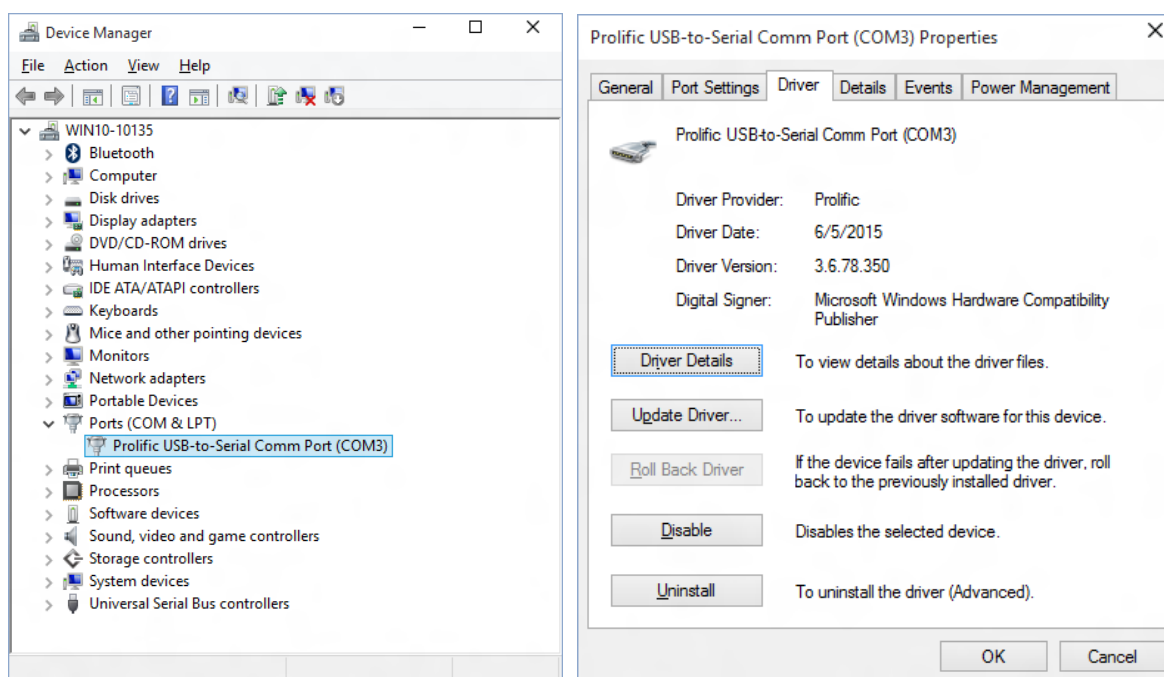 Device Manager
File Action View Help
WIN10-10135
Bluetooth
Computer
Disk drives
Display adapters
DVD/CD-ROM drives
Human Interface Devices
IDE ATA/ATAPI controllers
Keyboards
Mice and other pointing devices
Monitors
Network adapters
Portable Devices
Ports (COM & LPT)
Prolific USB-to-Serial Comm Port (COM3)
Print queues
Processors
Software devices
Sound, video and game controllers
Storage controllers
System devices
Universal Serial Bus controllers
Prolific USB-to-Serial Comm Port (COM3) Properties
General Port Settings Driver Details Events Power Management
Prolific USB-to-Serial Comm Port (COM3)
Driver Provider: Prolific
Driver Date: 6/5/2015
Driver Version: 3.6.78.350
Digital Signer: Microsoft Windows Hardware Compatibility
Publisher
Driver Details To view details about the driver files.
Update Driver... To update the driver software for this device.
Roll Back Driver If the device fails after updating the driver, roll
back to the previously installed driver.
Disable Disables the selected device.
Uninstall To uninstall the driver (Advanced).
OK Cancel